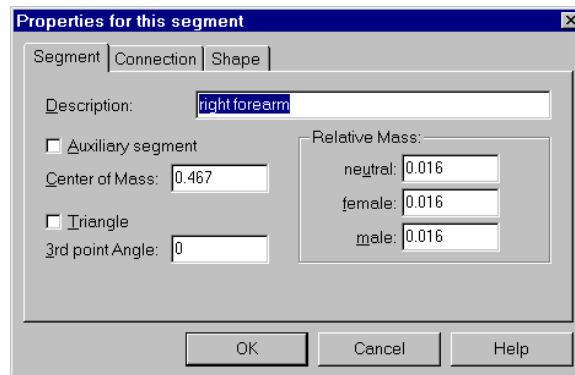 Properties for this segment
Segment Connection Shape
Description: right forearm
Auxiliary segment
Center of Mass: 0.467
Triangle
3rd point Angle: 0
Relative Mass:
neutral: 0.016
female: 0.016
male: 0.016
OK Cancel Help